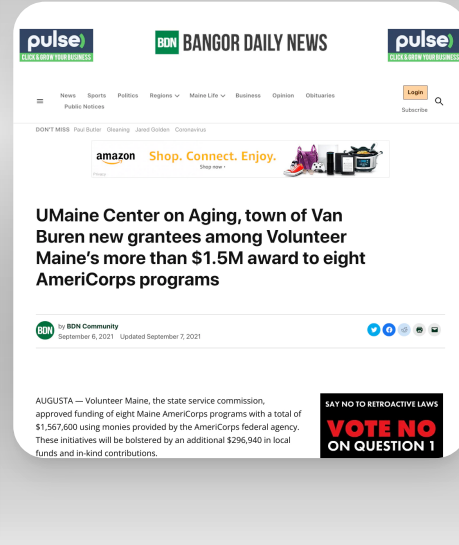 pulse)
CLICK & GROW YOUR BUSINESS
BDN BANGOR DAILY NEWS
pulse)
CLICK & GROW YOUR BUSINESS
News Sports Politics Regions Maine Life Business Opinion Obituaries
Public Notices
Login
Subscribe
DON'T MISS Paul Butler Gleaning Jared Golden Coronavirus
amazon Shop. Connect. Enjoy.
Shop now ›
Privacy
UMaine Center on Aging, town of Van
Buren new grantees among Volunteer
Maine's more than $1.5M award to eight
AmeriCorps programs
BDN
by BDN Community
September 6, 2021 Updated September 7, 2021
AUGUSTA — Volunteer Maine, the state service commission,
approved funding of eight Maine AmeriCorps programs with a total of
$1,567,600 using monies provided by the AmeriCorps federal agency.
These initiatives will be bolstered by an additional $296,940 in local
funds and in-kind contributions.
SAY NO TO RETROACTIVE LAWS
VOTE NO
ON QUESTION 1